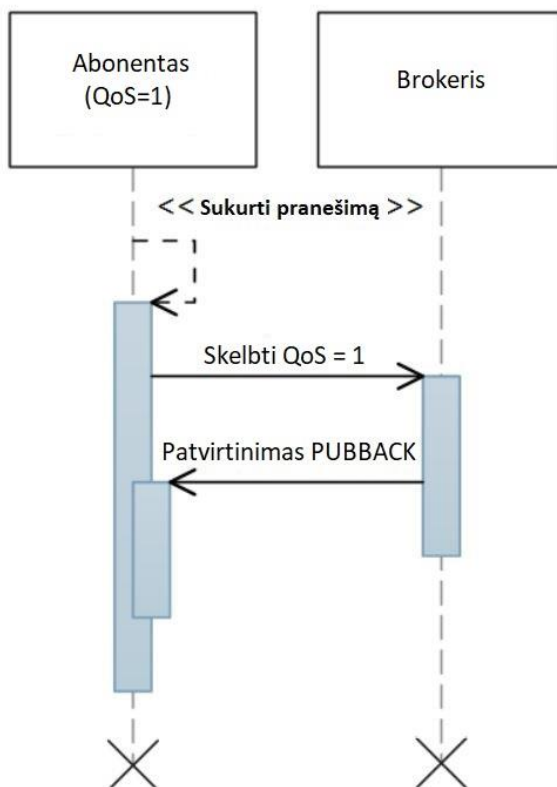 Abonentas
(QoS=1)
Brokeris
<< Sukurti pranešimą >>
Skelbti QoS = 1
Patvirtinimas PUBBACK